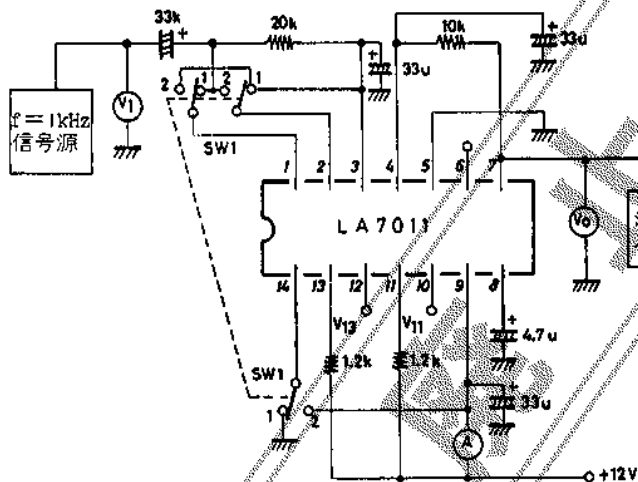 33k +
20k
10k
+ 33u
+ 33u
V1
f=1kHz
信号源
2 1 2 1
SW1
1 2 3 4 5 6 7
LA7011
14 13 12 11 10 9 8
Vo
V13
V11
1.2k
1.2k
+ 4.7u
+ 33u
SW1
1 2
A
+12V